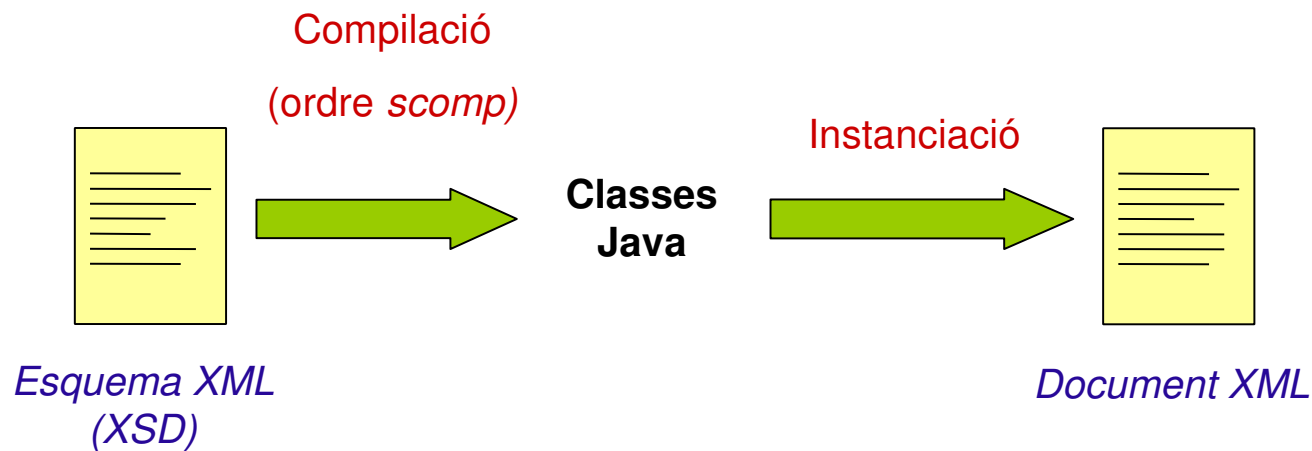 Compilació
(ordre scomp)
Instanciació
Classes
Java
Esquema XML
(XSD)
Document XML